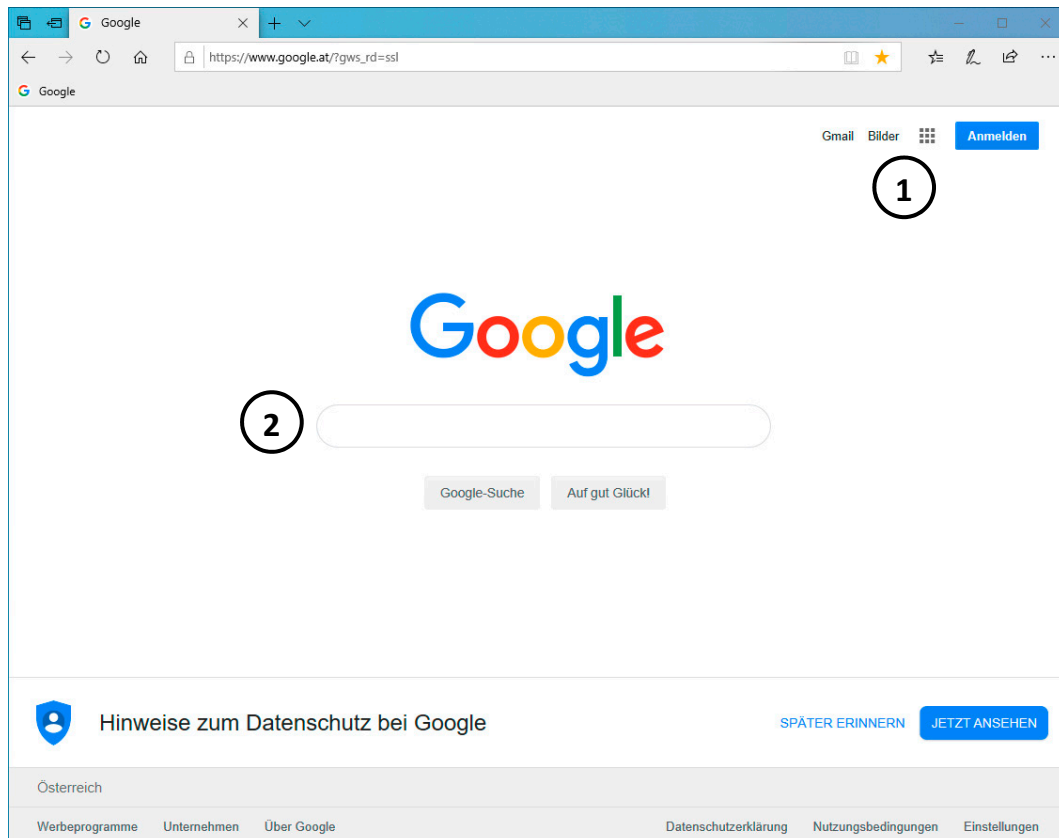 Google
https://www.google.at/?gws_rd=ssl
Google
Gmail Bilder Anmelden
1
Google
2
Google-Suche Auf gut Glück!
Hinweise zum Datenschutz bei Google SPÄTER ERINNERN JETZT ANSEHEN
Österreich
Werbeprogramme Unternehmen Über Google Datenschutzerklärung Nutzungsbedingungen Einstellungen